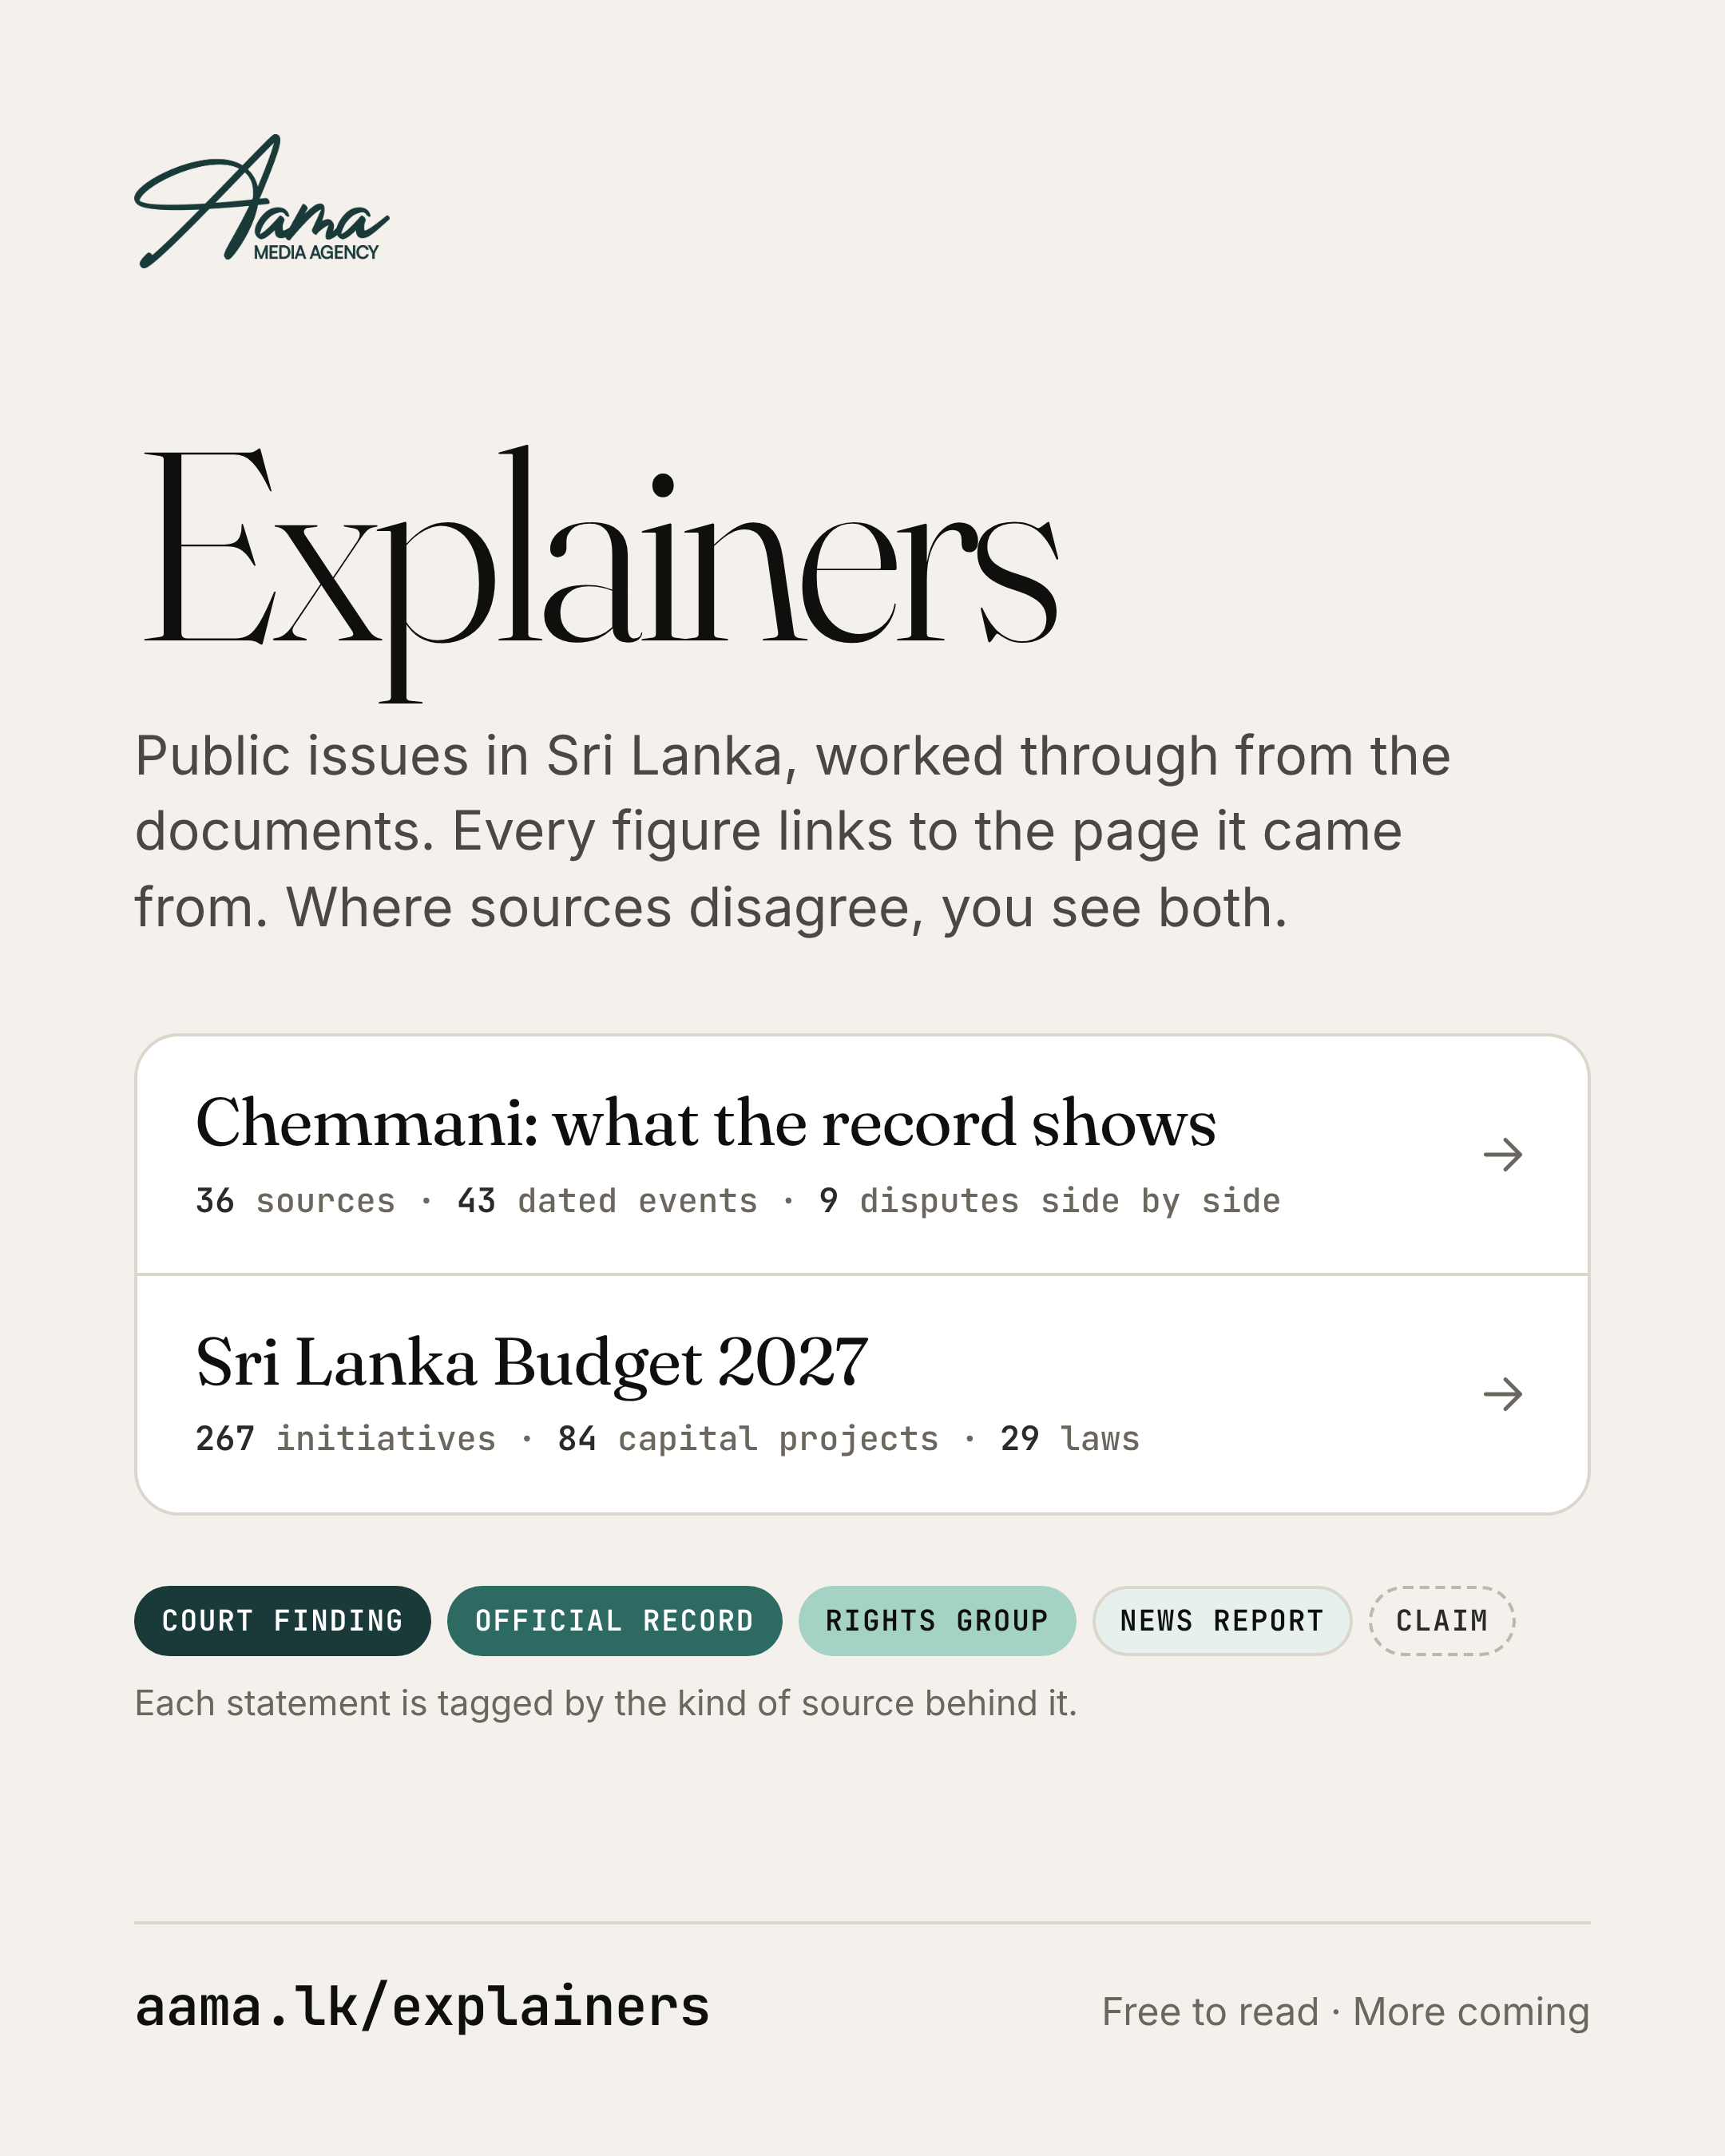 Aama
MEDIA AGENCY
Explainers
Public issues in Sri Lanka, worked through from the
documents. Every figure links to the page it came
from. Where sources disagree, you see both.
Chemmani: what the record shows
36 sources · 43 dated events · 9 disputes side by side
Sri Lanka Budget 2027
267 initiatives · 84 capital projects · 29 laws
COURT FINDING OFFICIAL RECORD RIGHTS GROUP NEWS REPORT CLAIM
Each statement is tagged by the kind of source behind it.
aama.lk/explainers Free to read · More coming